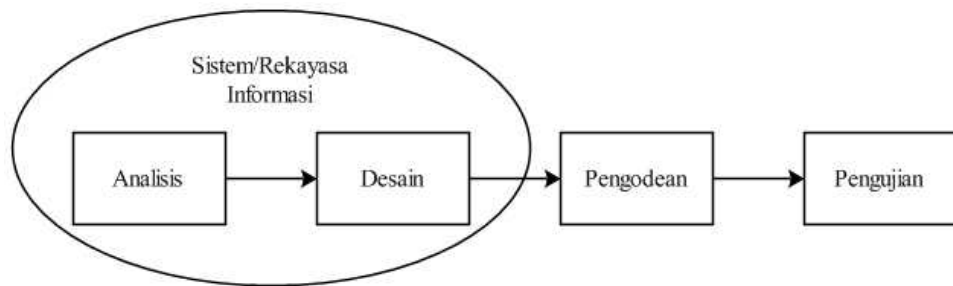 Sistem/Rekayasa
Informasi
Analisis
Desain
Pengodean
Pengujian